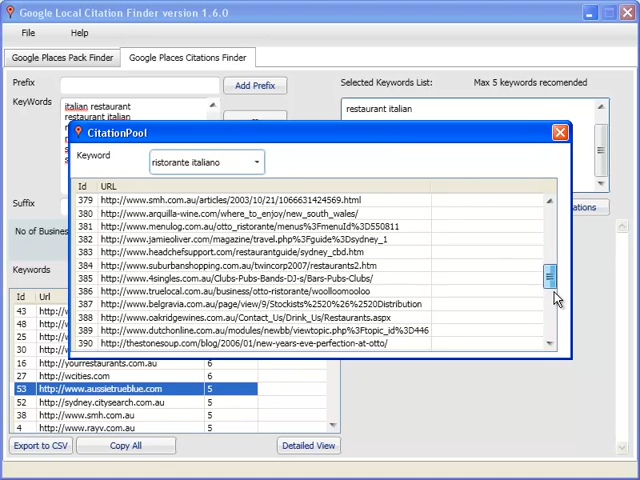 Google Local Citation Finder version 1.6.0
File Help
Google Places Pack Finder Google Places Citations Finder
Prefix Add Prefix Selected Keywords List: Max 5 keywords recomended
KeyWords italian restaurant restaurant italian
restaurant italian
CitationPool
Keyword ristorante italiano
Id URL
379 http://www.smh.com.au/articles/2003/10/21/1066631424569.html
380 http://www.arquilla-wine.com/where_to_enjoy/new_south_wales/
381 http://www.menulog.com.au/otto_ristorante/menuMenuId%3D550811
382 http://www.jamieoliver.com/magazine/travel.php%3Fguide%3Dsydney_1
383 http://www.headchefsupport.com/restaurantguide/sydney_cbd.htm
384 http://www.suburbanshopping.com.au/twincorp2007/restaurants2.htm
385 http://www.4singles.com.au/Clubs-Pubs-Bands-DJ-s/Bars-Pubs-Clubs/
386 http://www.truelocal.com.au/business/otto-ristorante/woolloomooloo
387 http://www.belgravia.com.au/page/view/9/Stockists%2520%26%2520Distribution
388 http://www.oakridgewines.com.au/Contact_Us/Drink_Us/Restaurants.aspx
389 http://www.dutchonline.com.au/modules/newbb/viewtopic.php%3Ftopic_id%3D446
390 http://thestonesoup.com/blog/2006/01/new-years-eve-perfection-at-otto/
Suffix
No of Busines
Keywords
Id Url
43
16 http://yourrestaurants.com.au 6
17 http://wcities.com 6
53 http://www.aussietrueblue.com 5
52 http://sydney.citysearch.com.au 5
38 http://www.smh.com.au 5
4 http://www.rayv.com.au 5
Export to CSV Copy All Detailed View